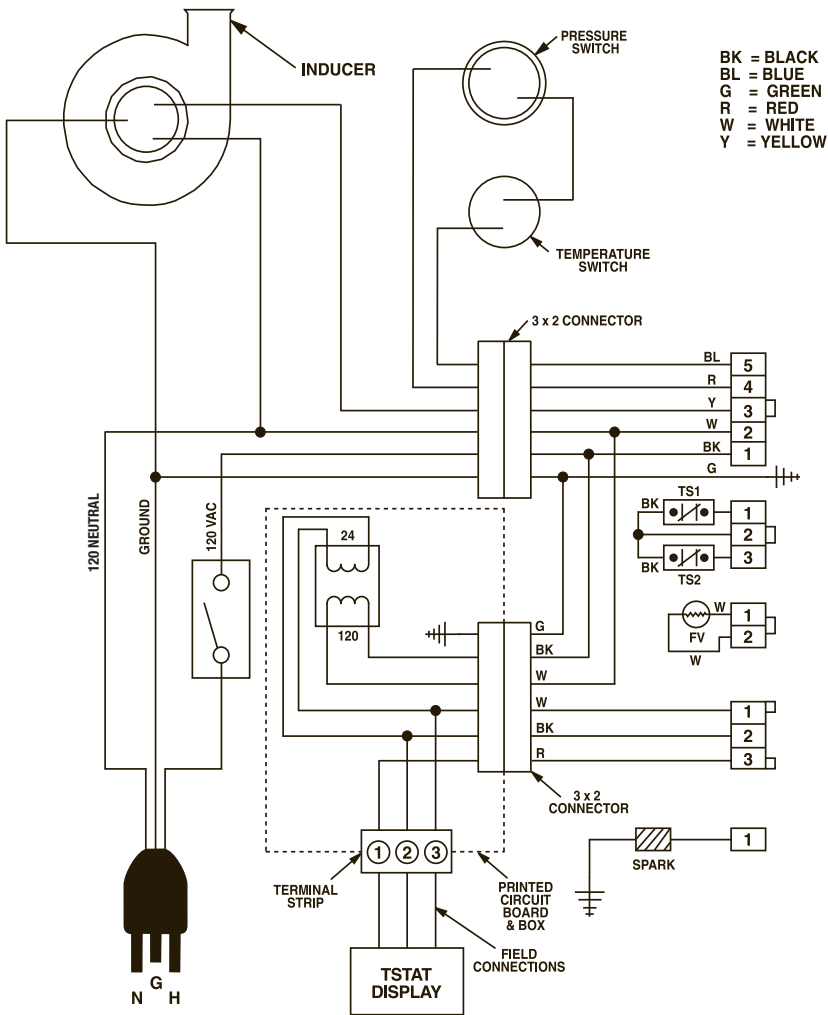 INDUCER
PRESSURE
SWITCH
BK = BLACK
BL = BLUE
G = GREEN
R = RED
W = WHITE
Y = YELLOW
TEMPERATURE
SWITCH
3 x 2 CONNECTOR
BL
5
R
4
Y
3
W
2
BK
1
G
120 NEUTRAL
GROUND
120 VAC
24
120
BK
TS1
1
2
BK
TS2
3
W
1
FV
2
W
G
BK
W
W
1
BK
2
R
3
3 x 2
CONNECTOR
SPARK
1
1 2 3
TERMINAL
STRIP
PRINTED
CIRCUIT
BOARD
& BOX
FIELD
CONNECTIONS
TSTAT
DISPLAY
N G H